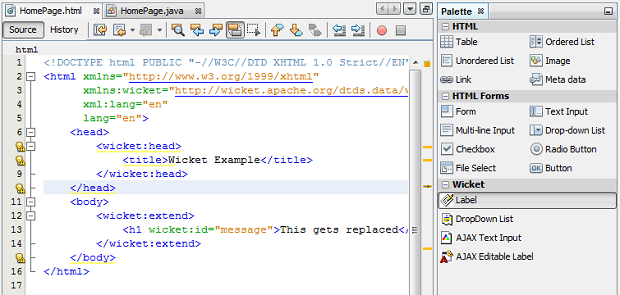 HomePage.html HomePage.java
Source History
html
1 <!DOCTYPE html PUBLIC "-//W3C//DTD XHTML 1.0 Strict//EN"
2 <html xmlns="http://www.w3.org/1999/xhtml"
3 xmlns:wicket="http://wicket.apache.org/dtds.data/
4 xml:lang="en"
5 lang="en">
6 <head>
<wicket:head>
<title>Wicket Example</title>
9 </wicket:head>
</head>
11 <body>
12 <wicket:extend>
13 <h1 wicket:id="message">This gets replaced</
14 </wicket:extend>
</body>
16 </html>
17
Palette
HTML
Table Ordered List
Unordered List Image
Link Meta data
HTML Forms
Form Text Input
Multi-line Input Drop-down List
Checkbox Radio Button
File Select OK Button
Wicket
Label
DropDown List
AJAX Text Input
AJAX Editable Label